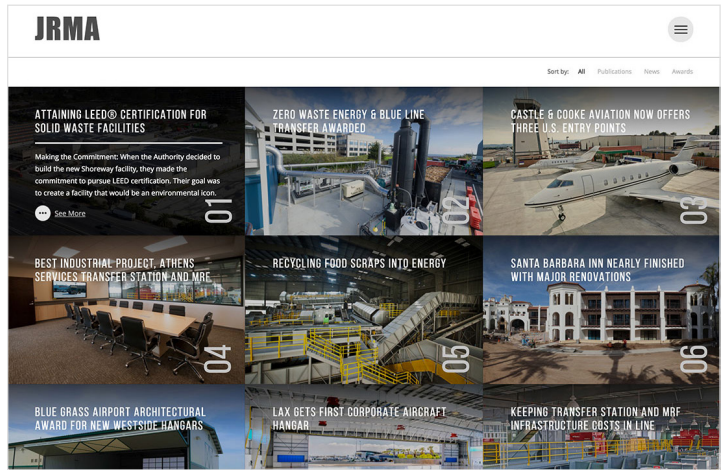 JRMA
Sort by: All Publications News Awards
ATTAINING LEED® CERTIFICATION FOR
SOLID WASTE FACILITIES
Making the Commitment: When the Authority decided to
build the new Shoreway facility, they made the
commitment to pursue LEED certification. Their goal was
to create a facility that would be an environmental icon.
See More
01
ZERO WASTE ENERGY & BLUE LINE
TRANSFER AWARDED
02
CASTLE & COOKE AVIATION NOW OFFERS
THREE U.S. ENTRY POINTS
03
BEST INDUSTRIAL PROJECT, ATHENS
SERVICES TRANSFER STATION AND MRF
04
RECYCLING FOOD SCRAPS INTO ENERGY
05
SANTA BARBARA INN NEARLY FINISHED
WITH MAJOR RENOVATIONS
06
BLUE GRASS AIRPORT ARCHITECTURAL
AWARD FOR NEW WESTSIDE HANGARS
LAX GETS FIRST CORPORATE AIRCRAFT
HANGAR
KEEPING TRANSFER STATION AND MRF
INFRASTRUCTURE COSTS IN LINE